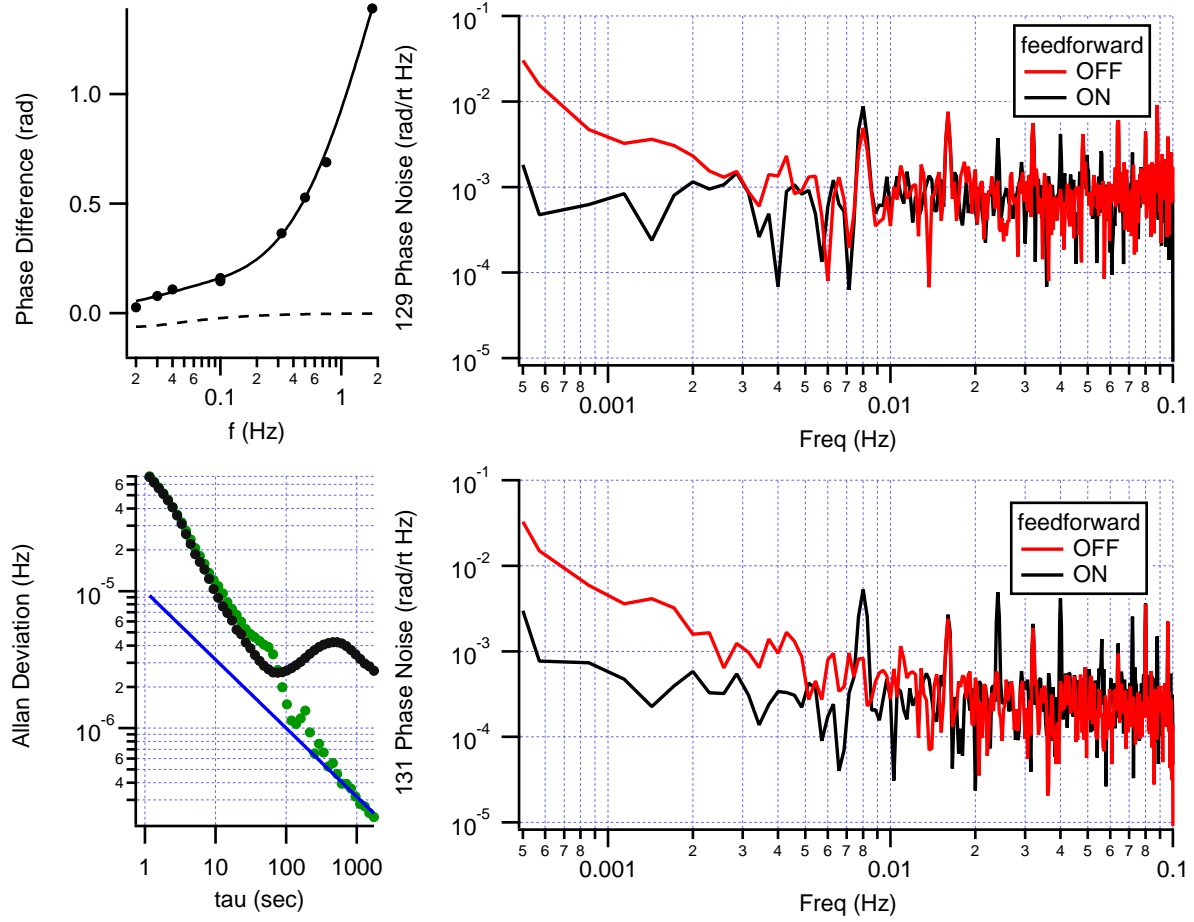 Phase Difference (rad)
1.0
0.5
0.0
2 4 6 2 4 6 2
0.1 1
f (Hz)
129 Phase Noise (rad/rt Hz)
10^-1
10^-2
10^-3
10^-4
10^-5
feedforward
OFF
ON
5 6 7 8 2 3 4 5 6 7 8 2 3 4 5 6 7 8
0.001 0.01 0.1
Freq (Hz)
Allan Deviation (Hz)
6
4
2
10^-5
6
4
2
10^-6
6
4
1 10 100 1000
tau (sec)
131 Phase Noise (rad/rt Hz)
10^-1
10^-2
10^-3
10^-4
10^-5
feedforward
OFF
ON
5 6 7 8 2 3 4 5 6 7 8 2 3 4 5 6 7 8
0.001 0.01 0.1
Freq (Hz)